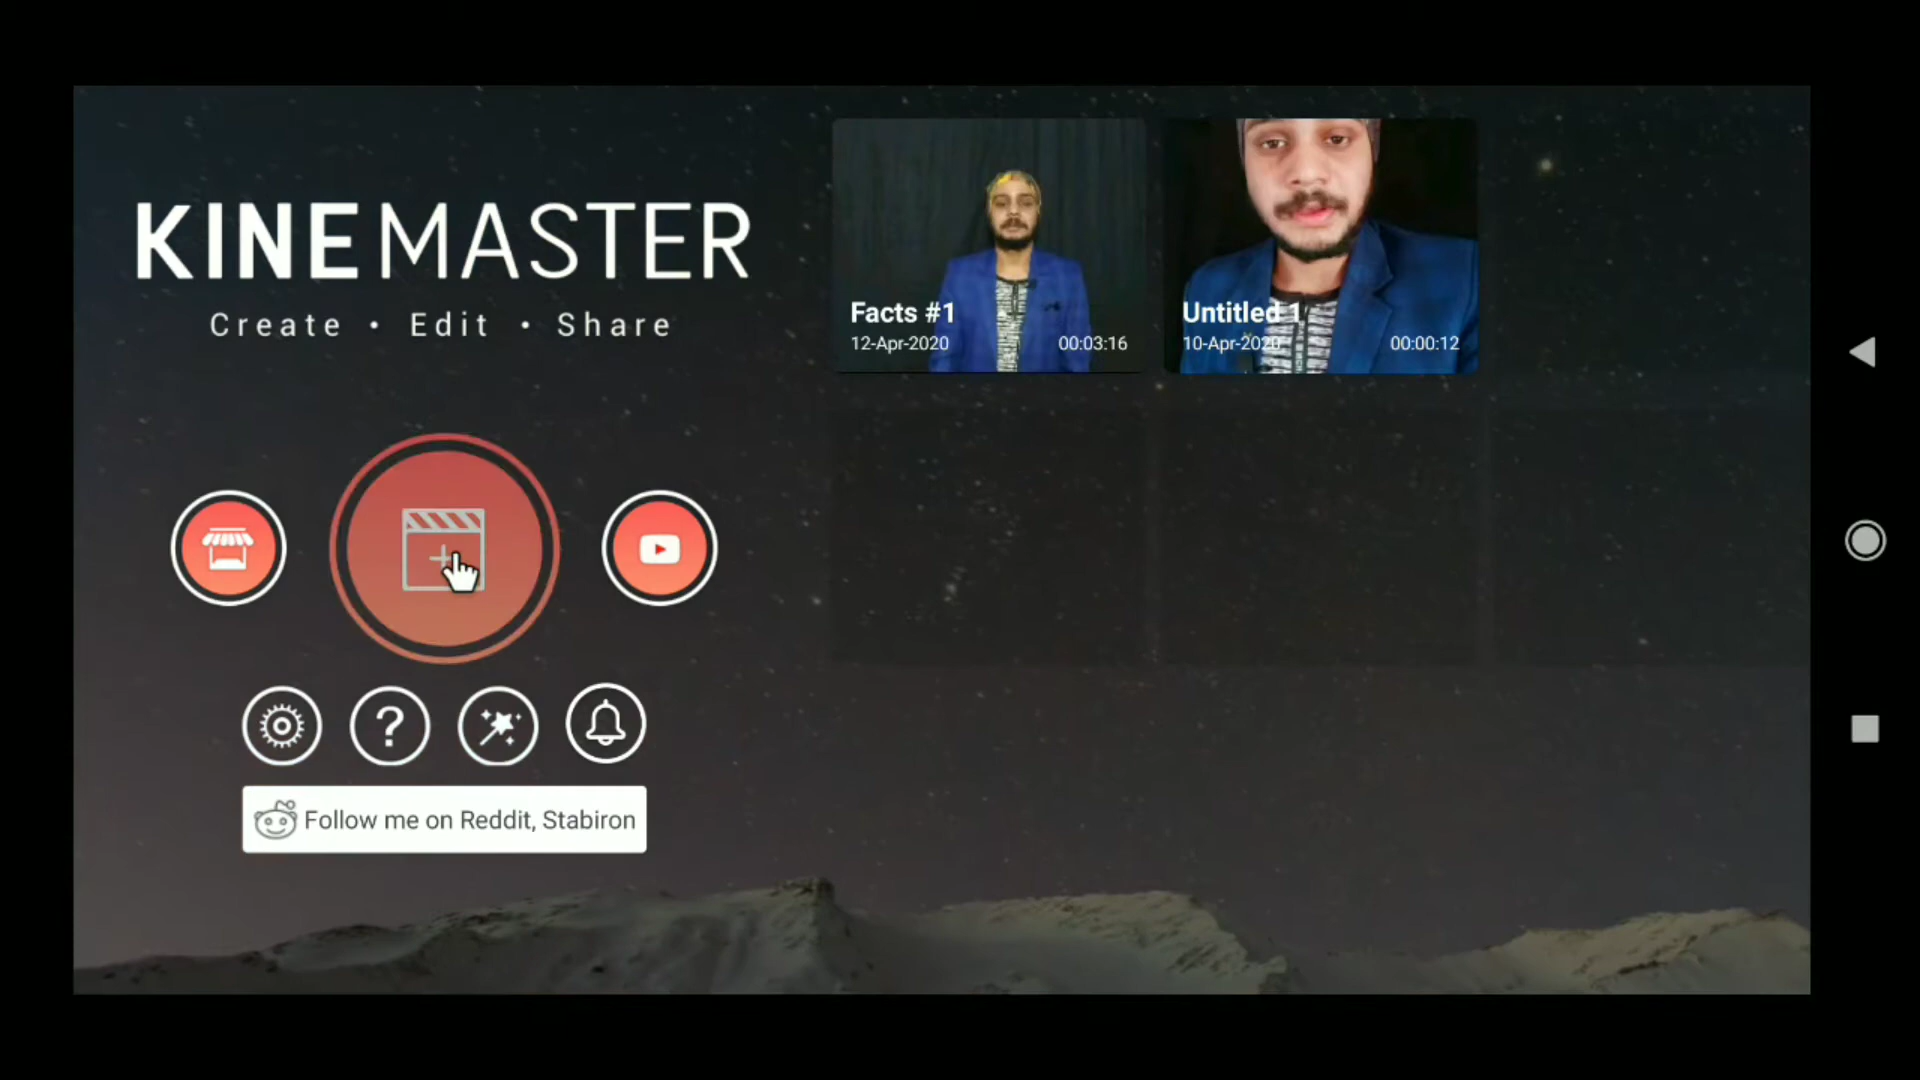 KINEMASTER
Create • Edit • Share
Facts #1
12-Apr-2020 00:03:16
Untitled 1
10-Apr-2020 00:00:12
?
Follow me on Reddit, Stabiron